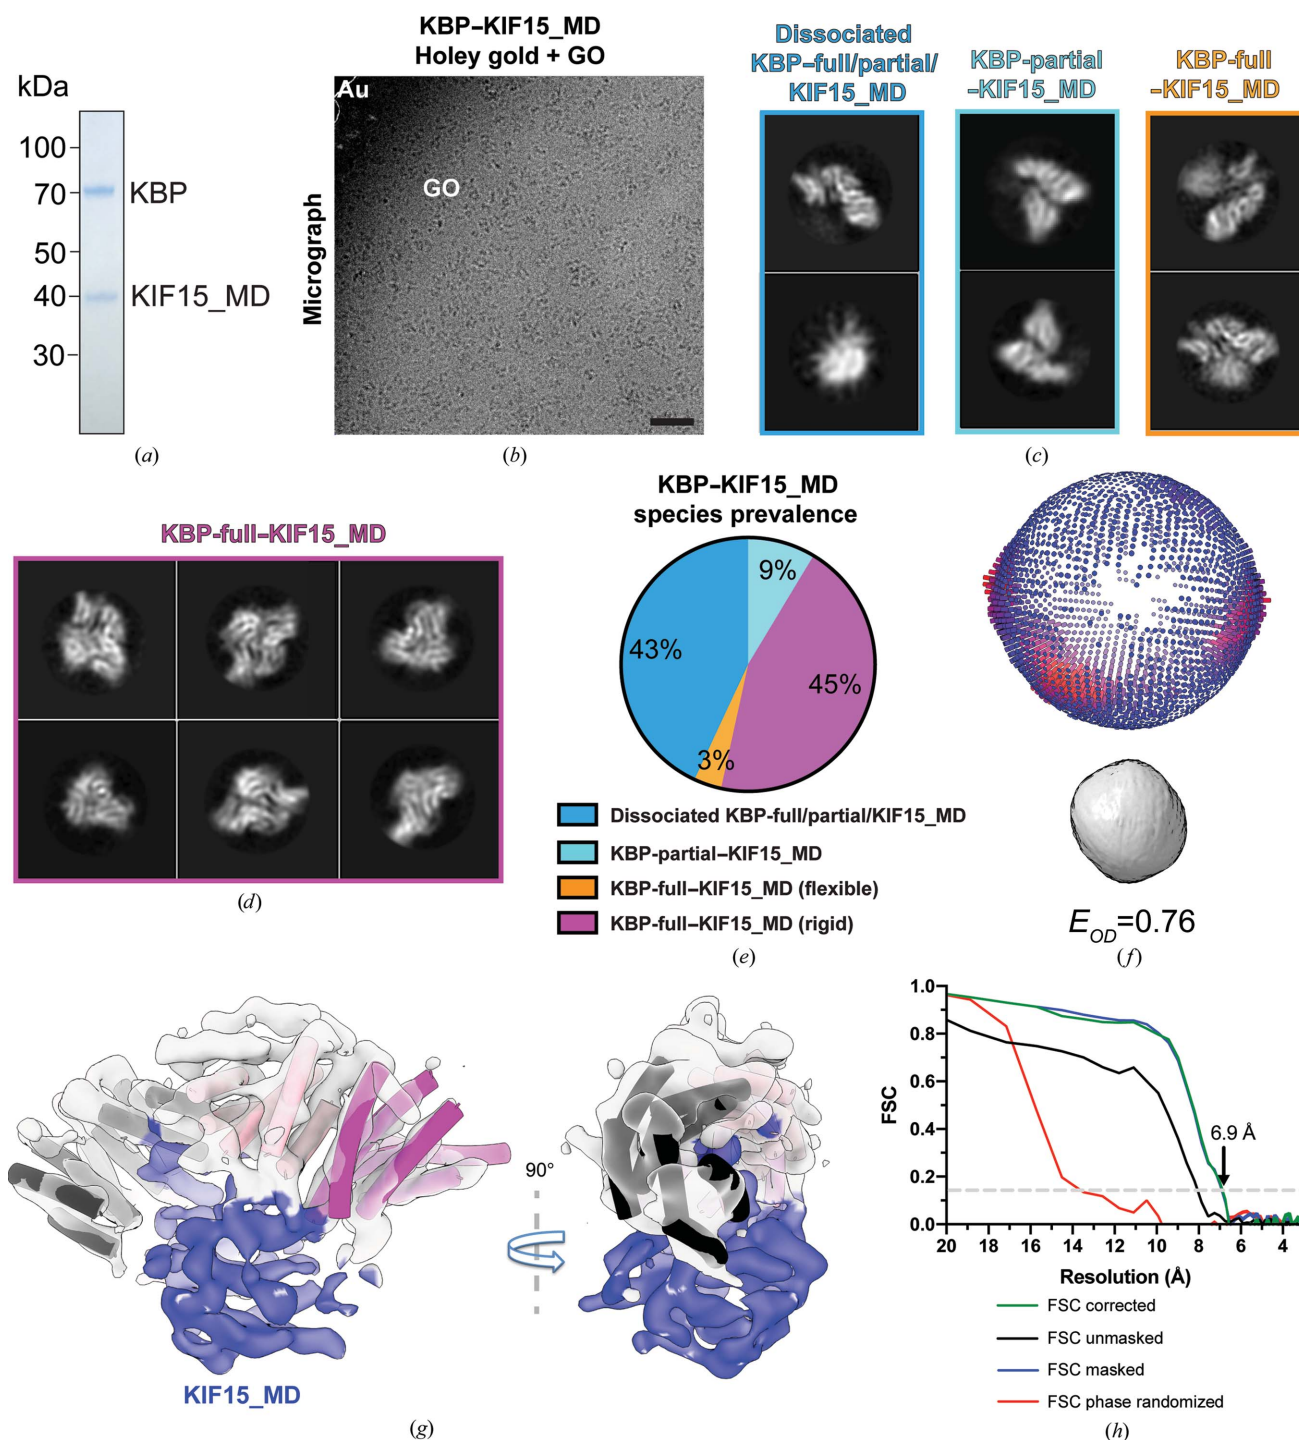 kDa
100
70
50
40
30
KBP
KIF15_MD
(a)
KBP–KIF15_MD
Holey gold + GO
Micrograph
Au
GO
(b)
Dissociated
KBP–full/partial/
KIF15_MD
KBP-partial
-KIF15_MD
KBP-full
-KIF15_MD
(c)
KBP-full–KIF15_MD
(d)
KBP–KIF15_MD
species prevalence
9%
43%
45%
3%
Dissociated KBP-full/partial/KIF15_MD
KBP-partial–KIF15_MD
KBP-full–KIF15_MD (flexible)
KBP-full–KIF15_MD (rigid)
(e)
E_OD=0.76
(f)
90°
KIF15_MD
(g)
FSC
1.0
0.8
0.6
0.4
0.2
0.0
6.9 Å
20 18 16 14 12 10 8 6 4
Resolution (Å)
FSC corrected
FSC unmasked
FSC masked
FSC phase randomized
(h)